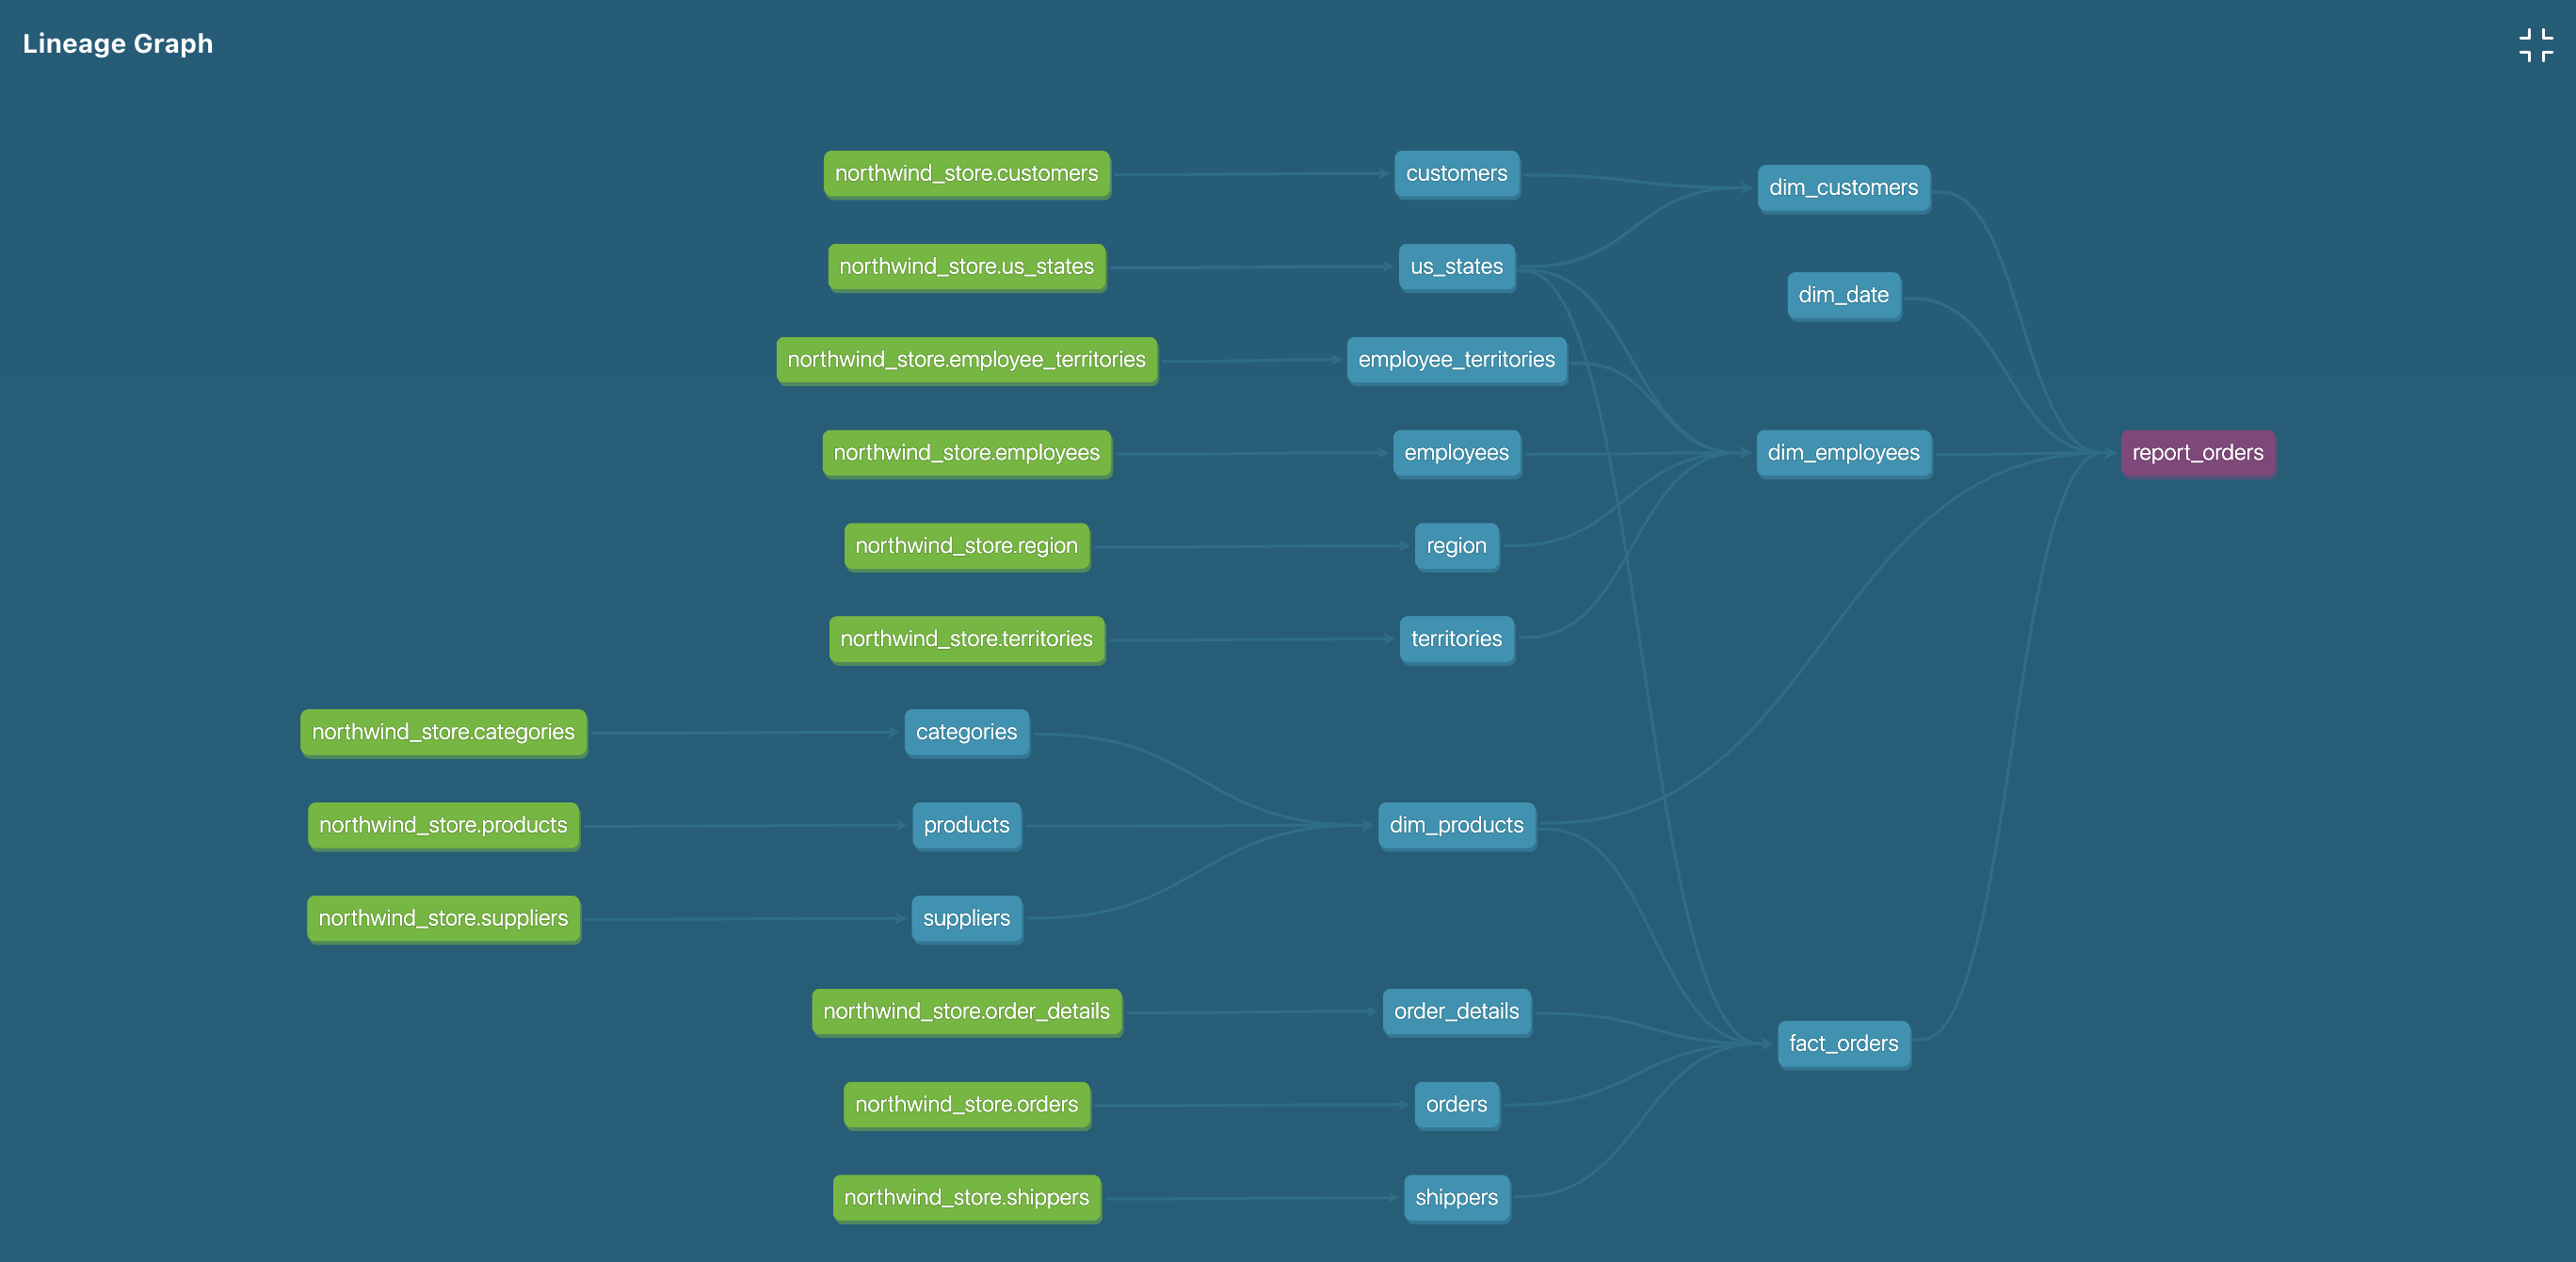 Lineage Graph
northwind_store.customers
customers
dim_customers
northwind_store.us_states
us_states
dim_date
northwind_store.employee_territories
employee_territories
northwind_store.employees
employees
dim_employees
report_orders
northwind_store.region
region
northwind_store.territories
territories
northwind_store.categories
categories
northwind_store.products
products
dim_products
northwind_store.suppliers
suppliers
northwind_store.order_details
order_details
fact_orders
northwind_store.orders
orders
northwind_store.shippers
shippers